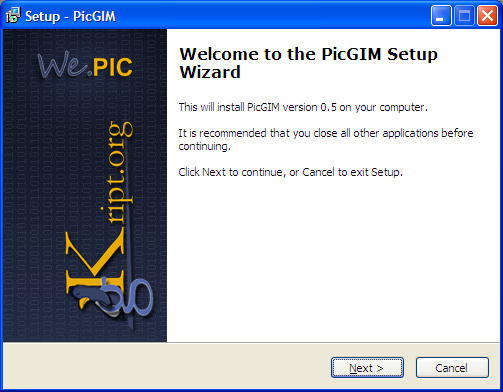 Setup - PicGIM
We.PIC
Kript.org
Welcome to the PicGIM Setup
Wizard
This will install PicGIM version 0.5 on your computer.
It is recommended that you close all other applications before
continuing.
Click Next to continue, or Cancel to exit Setup.
Next >
Cancel